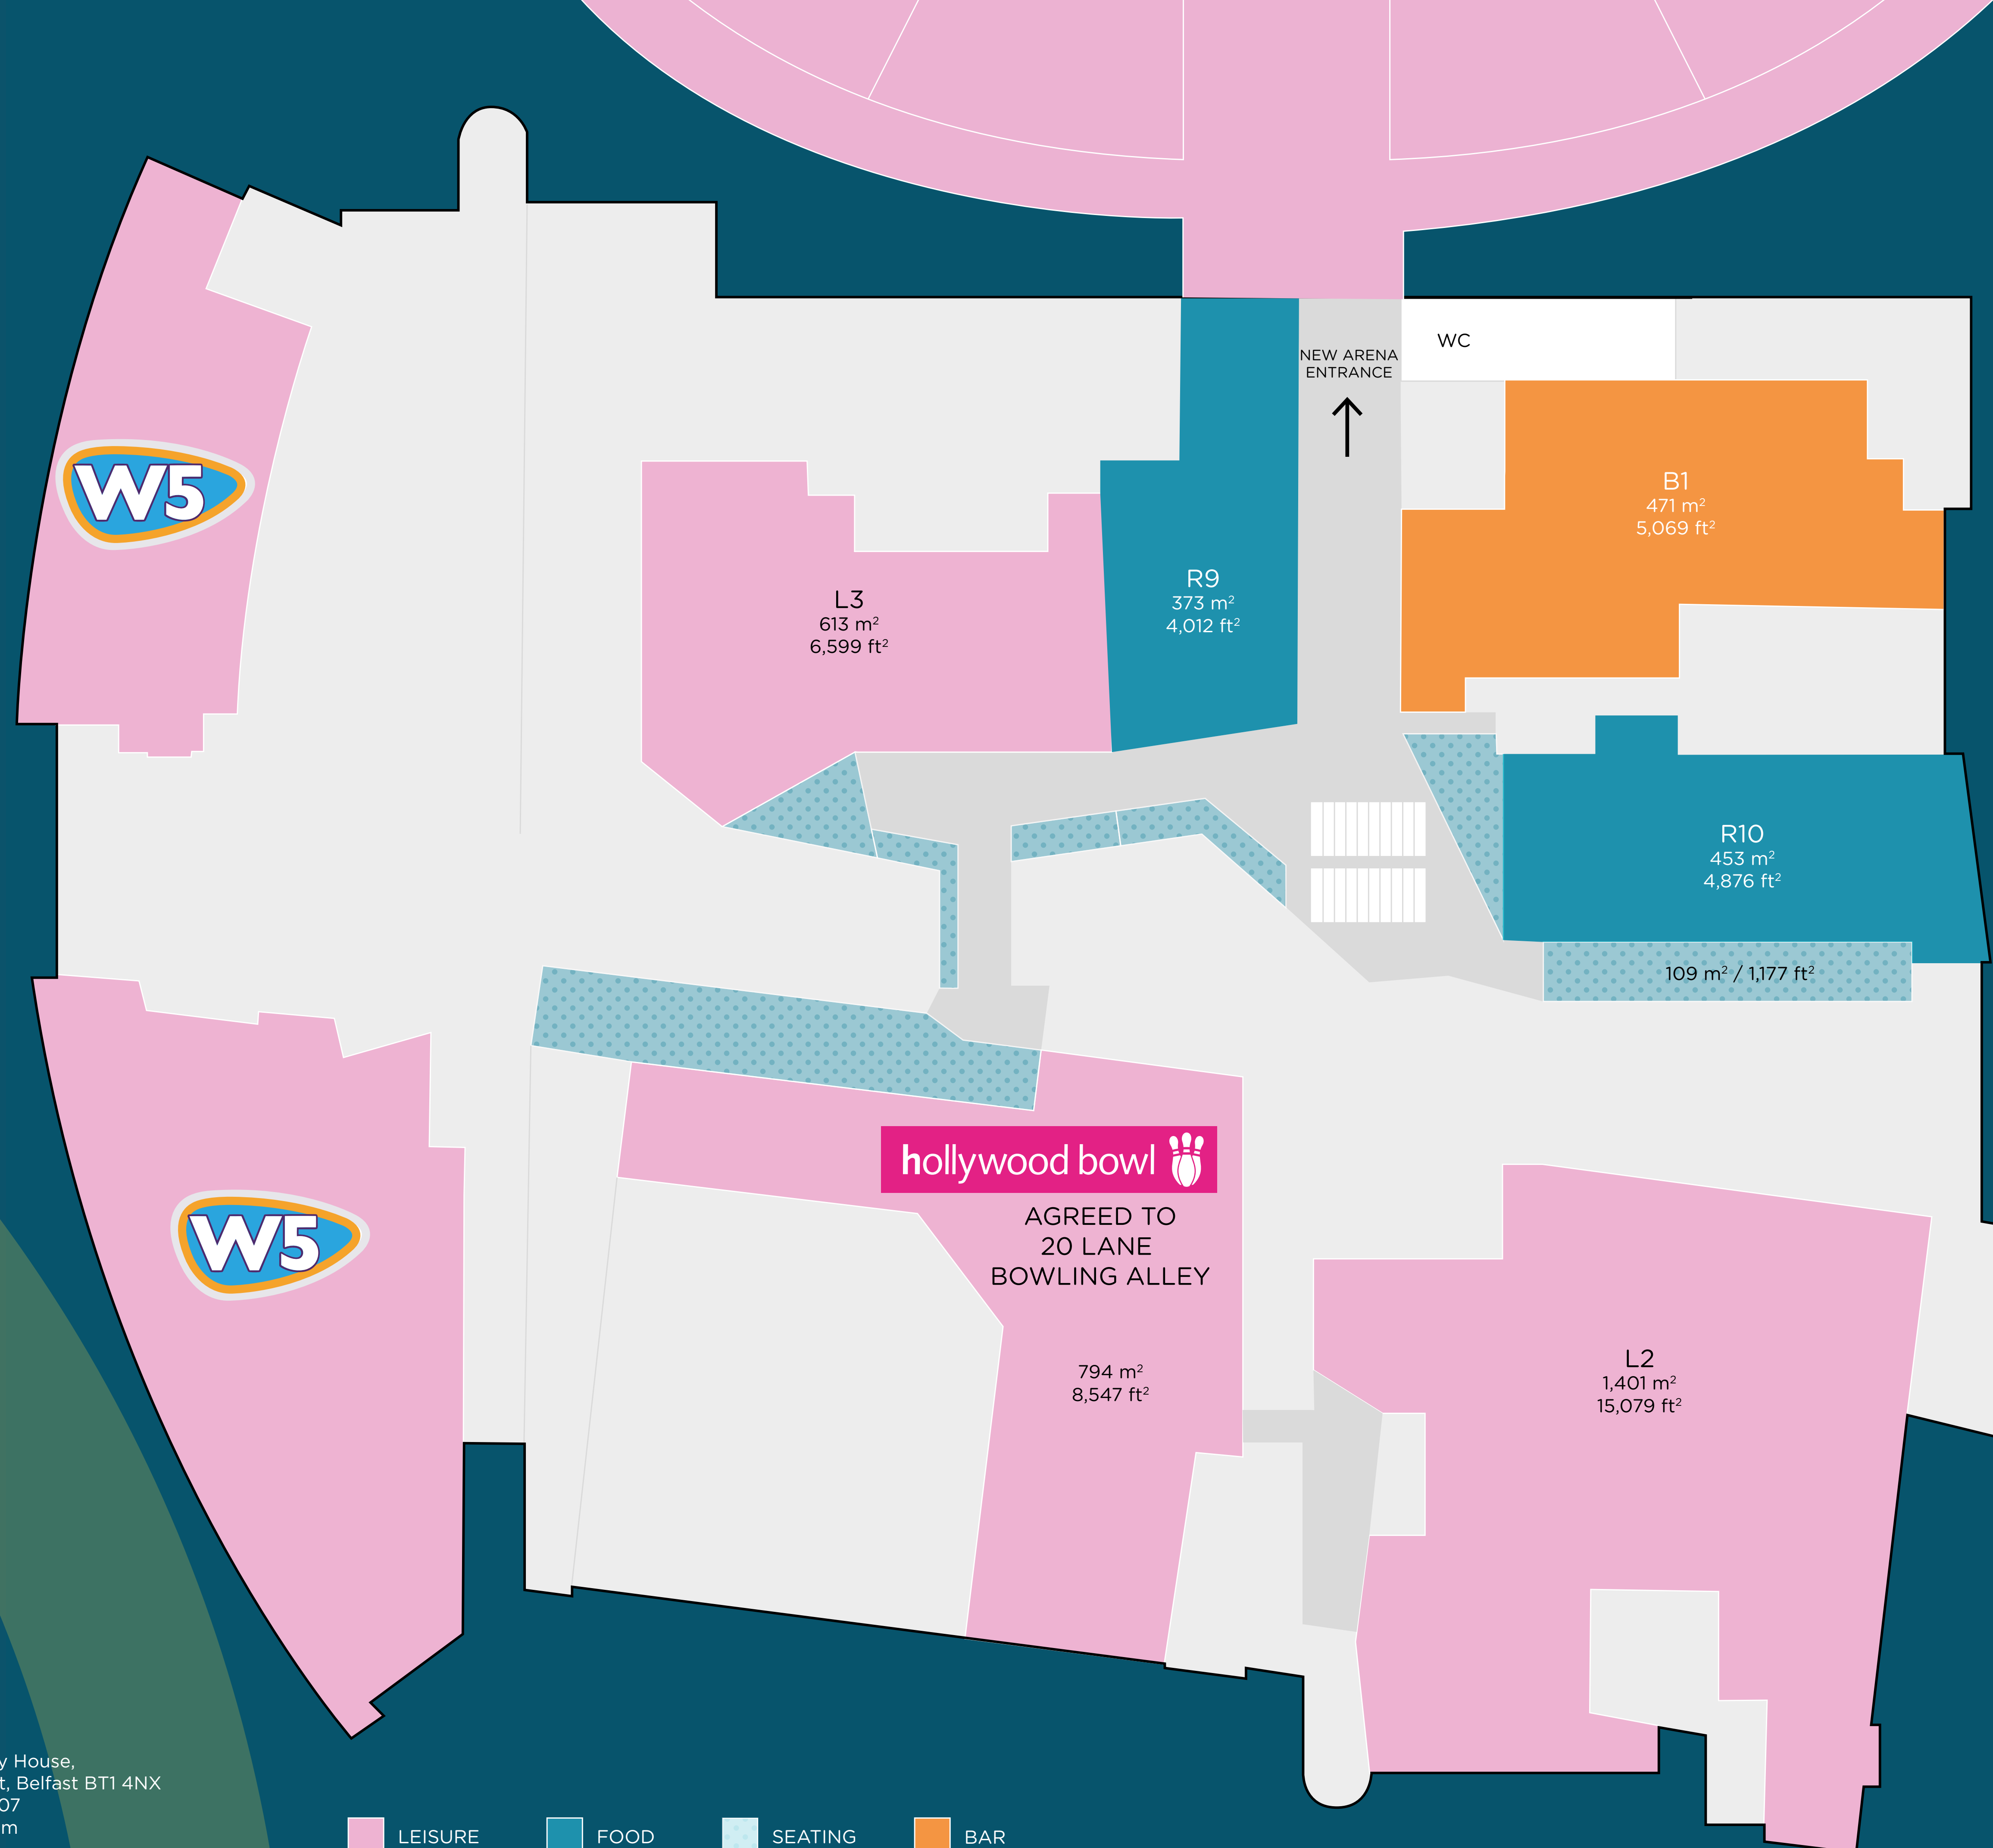 NEW ARENA
ENTRANCE
WC
B1
471 m²
5,069 ft²
W5
R9
373 m²
4,012 ft²
L3
613 m²
6,599 ft²
R10
453 m²
4,876 ft²
109 m² / 1,177 ft²
hollywood bowl
AGREED TO
20 LANE
BOWLING ALLEY
W5
794 m²
8,547 ft²
L2
1,401 m²
15,079 ft²
y House,
t, Belfast BT1 4NX
07
m
LEISURE
FOOD
SEATING
BAR